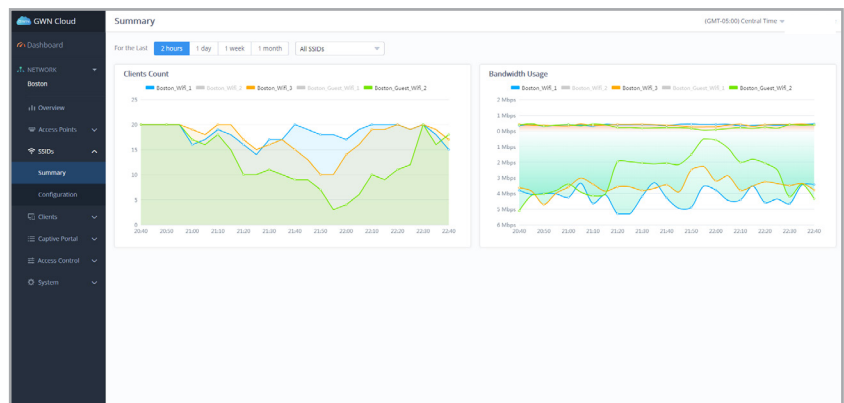 GWN Cloud
Summary
(GMT-05:00) Central Time
Dashboard
For the Last 2 hours 1 day 1 week 1 month All SSIDs
NETWORK
Boston
Overview
Access Points
SSIDs
Summary
Configuration
Clients
Captive Portal
Access Control
System
Clients Count
Boston_Wifi_1 Boston_Wifi_2 Boston_Wifi_3 Boston_Guest_Wifi_1 Boston_Guest_Wifi_2
25
20
15
10
5
0
20:40 20:50 21:00 21:10 21:10 21:20 21:30 21:40 21:50 22:00 22:10 22:20 22:30 22:40
Bandwidth Usage
Boston_Wifi_1 Boston_Wifi_2 Boston_Wifi_3 Boston_Guest_Wifi_1 Boston_Guest_Wifi_2
2 Mbps
1 Mbps
0 Mbps
1 Mbps
2 Mbps
3 Mbps
4 Mbps
5 Mbps
6 Mbps
20:40 20:50 21:00 21:10 21:10 21:20 21:30 21:40 21:50 22:00 22:10 22:20 22:30 22:40